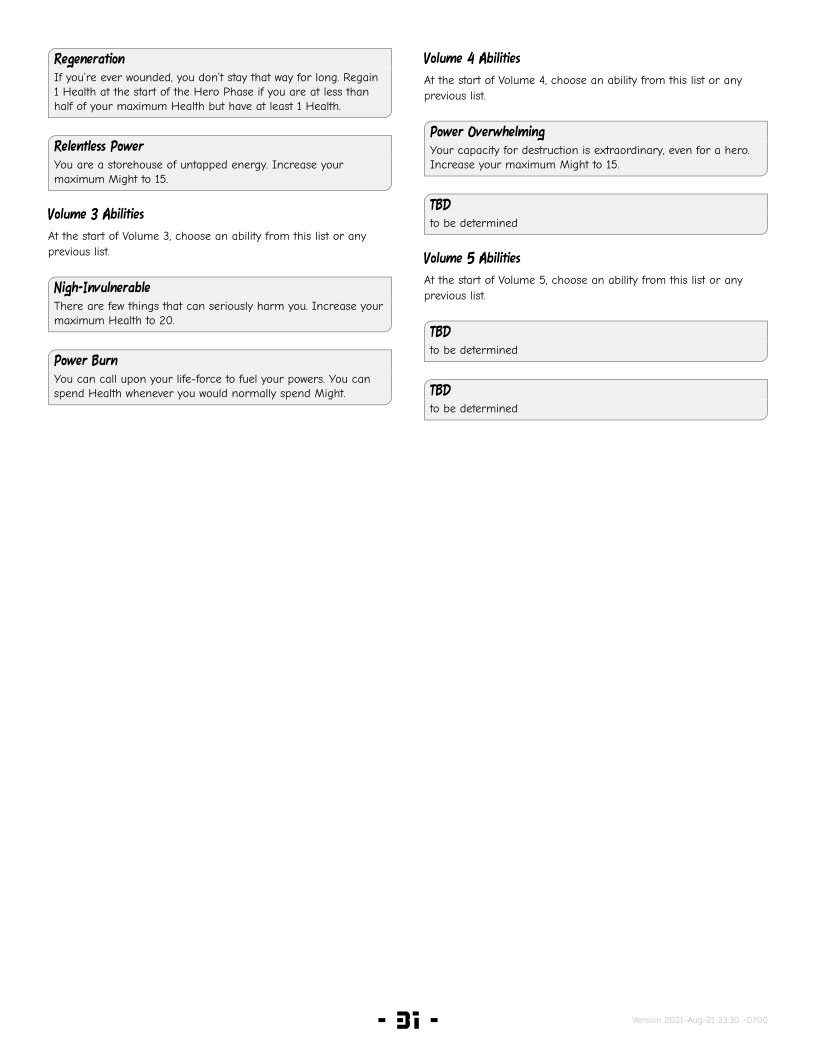 Regeneration
If you're ever wounded, you don't stay that way for long. Regain
1 Health at the start of the Hero Phase if you are at less than
half of your maximum Health but have at least 1 Health.
Relentless Power
You are a storehouse of untapped energy. Increase your
maximum Might to 15.
Volume 3 Abilities
At the start of Volume 3, choose an ability from this list or any
previous list.
Nigh-Invulnerable
There are few things that can seriously harm you. Increase your
maximum Health to 20.
Power Burn
You can call upon your life-force to fuel your powers. You can
spend Health whenever you would normally spend Might.
Volume 4 Abilities
At the start of Volume 4, choose an ability from this list or any
previous list.
Power Overwhelming
Your capacity for destruction is extraordinary, even for a hero.
Increase your maximum Might to 15.
TBD
to be determined
Volume 5 Abilities
At the start of Volume 5, choose an ability from this list or any
previous list.
TBD
to be determined
TBD
to be determined
- 31 -
Version 2021-Aug-21 23:30 -0700